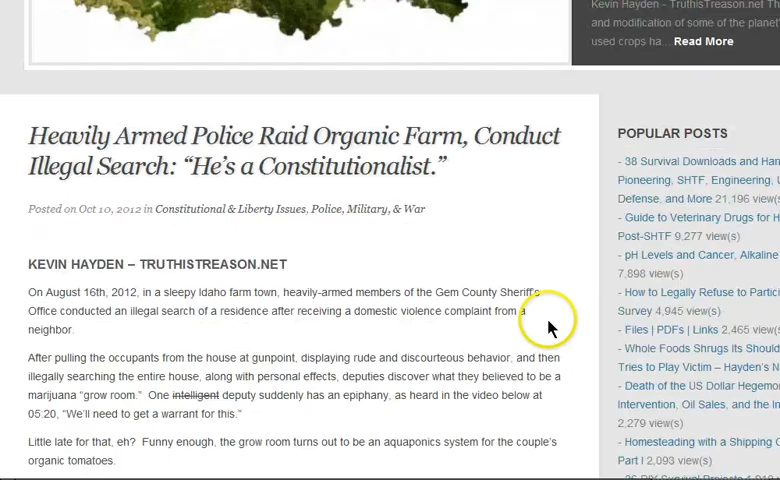 Kevin Hayden - TruthisTreason.net Th
and modification of some of the planet'
used crops ha... Read More
Heavily Armed Police Raid Organic Farm, Conduct
Illegal Search: “He’s a Constitutionalist.”
Posted on Oct 10, 2012 in Constitutional & Liberty Issues, Police, Military, & War
KEVIN HAYDEN – TRUTHISTREASON.NET
On August 16th, 2012, in a sleepy Idaho farm town, heavily-armed members of the Gem County Sheriff’s
Office conducted an illegal search of a residence after receiving a domestic violence complaint from a
neighbor.
After pulling the occupants from the house at gunpoint, displaying rude and discourteous behavior, and then
illegally searching the entire house, along with personal effects, deputies discover what they believed to be a
marijuana “grow room.”  One intelligent deputy suddenly has an epiphany, as heard in the video below at
05:20, “We’ll need to get a warrant for this.”
Little late for that, eh?  Funny enough, the grow room turns out to be an aquaponics system for the couple’s
organic tomatoes.
POPULAR POSTS
- 38 Survival Downloads and Han
Pioneering, SHTF, Engineering, U
Defense, and More 21,196 view(s)
- Guide to Veterinary Drugs for H
Post-SHTF 9,277 view(s)
- pH Levels and Cancer, Alkaline
7,898 view(s)
- How to Legally Refuse to Partici
Survey 4,945 view(s)
- Files | PDFs | Links 2,465 view(s)
- Whole Foods Shrugs Its Should
Tries to Play Victim – Hayden's N
- Death of the US Dollar Hegemo
Intervention, Oil Sales, and the In
2,279 view(s)
- Homesteading with a Shipping C
Part I 2,093 view(s)